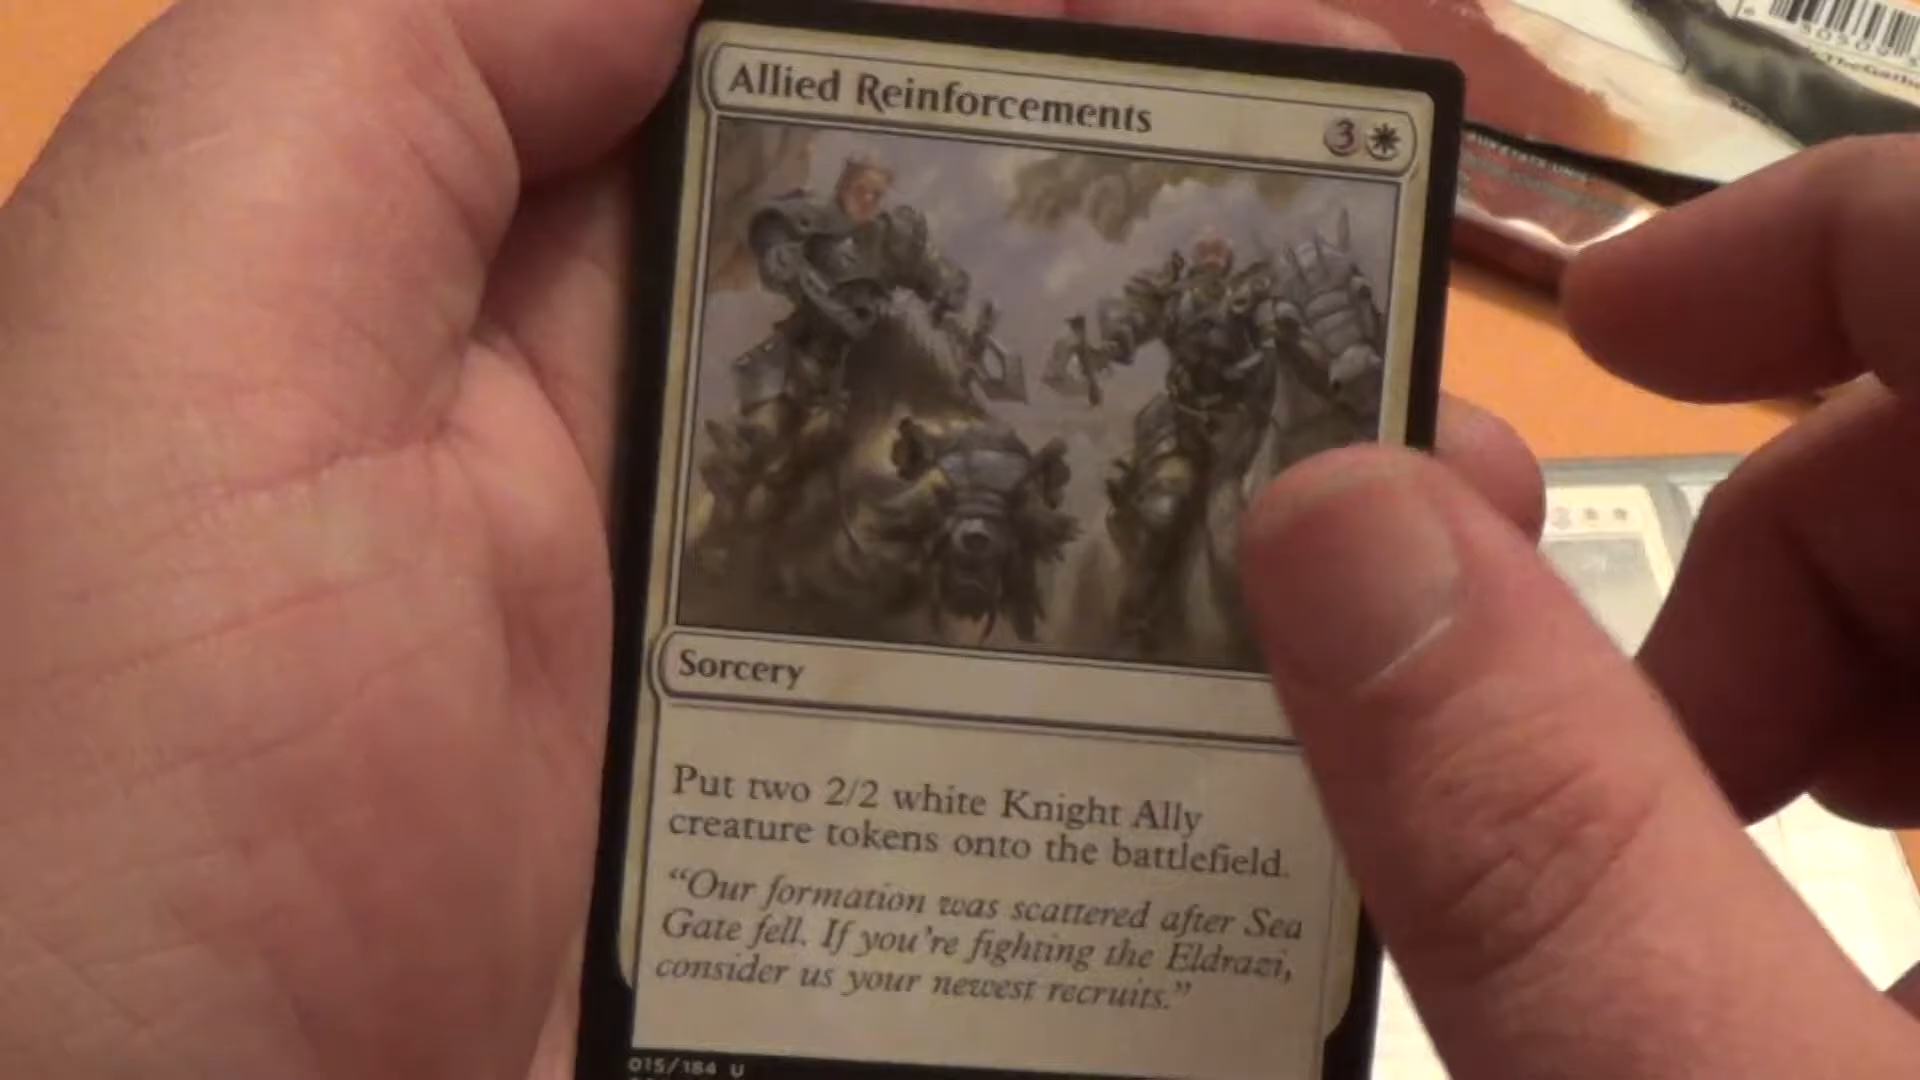 Allied Reinforcements
3
Sorcery
Put two 2/2 white Knight Ally
creature tokens onto the battlefield.
“Our formation was scattered after Sea
Gate fell. If you’re fighting the Eldrazi,
consider us your newest recruits.”
015/184 U